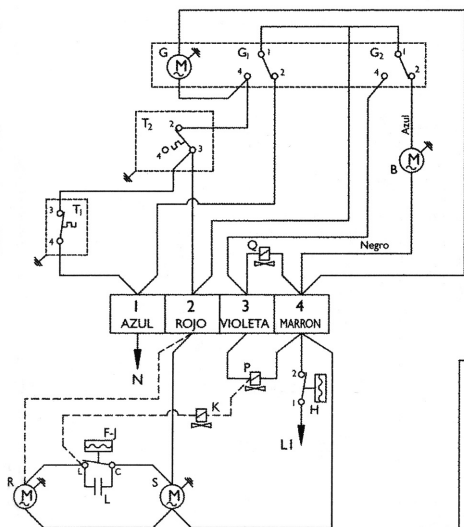 G
M
G1
1
G2
1
4
2
4
2
T2
2
3
4
Azul
M
B
3
T1
4
Q
Negro
1
2
3
4
AZUL
ROJO
VIOLETA
MARRON
N
P
2
1
H
K
L1
F-J
L
C
L
R
M
S
M